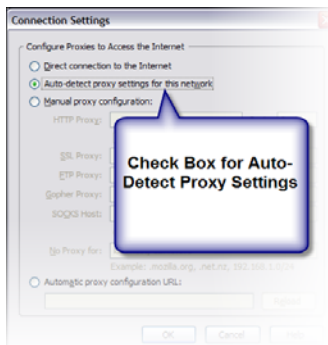 Connection Settings
Configure Proxies to Access the Internet
Direct connection to the Internet
Auto-detect proxy settings for this network
Manual proxy configuration:
HTTP Proxy:
SSL Proxy:
FTP Proxy:
Gopher Proxy:
SOCKS Host:
No Proxy for:
Check Box for Auto-
Detect Proxy Settings
Example: .mozilla.org, .net.nz, 192.168.1.0/24
Automatic proxy configuration URL:
Reload
OK
Cancel
Help